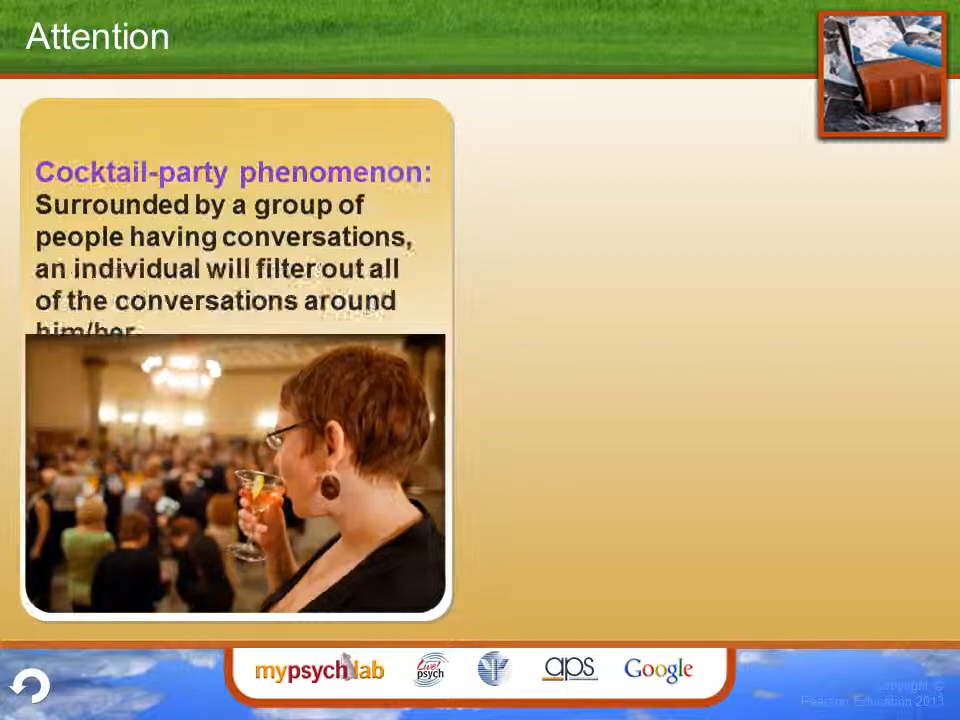 Attention
Cocktail-party phenomenon:
Surrounded by a group of
people having conversations,
an individual will filter out all
of the conversations around
him/her
mypsychlab
Live!
psych
aps
Google
Copyright ©
Pearson Education 2013